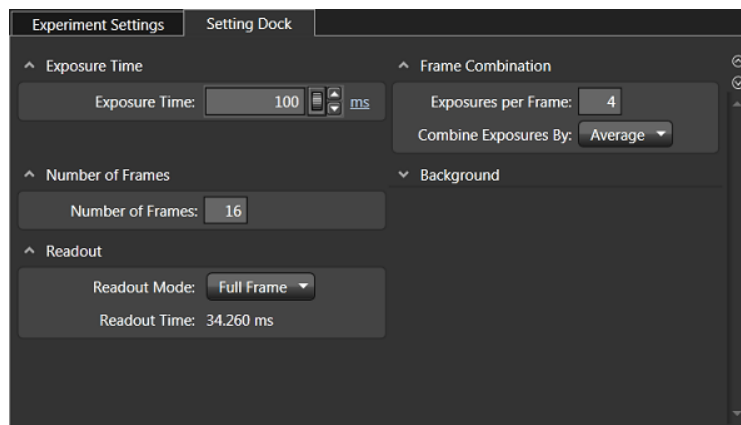 Experiment Settings
Setting Dock
Exposure Time
Exposure Time: 100 ms
Number of Frames
Number of Frames: 16
Readout
Readout Mode: Full Frame
Readout Time: 34.260 ms
Frame Combination
Exposures per Frame: 4
Combine Exposures By: Average
Background